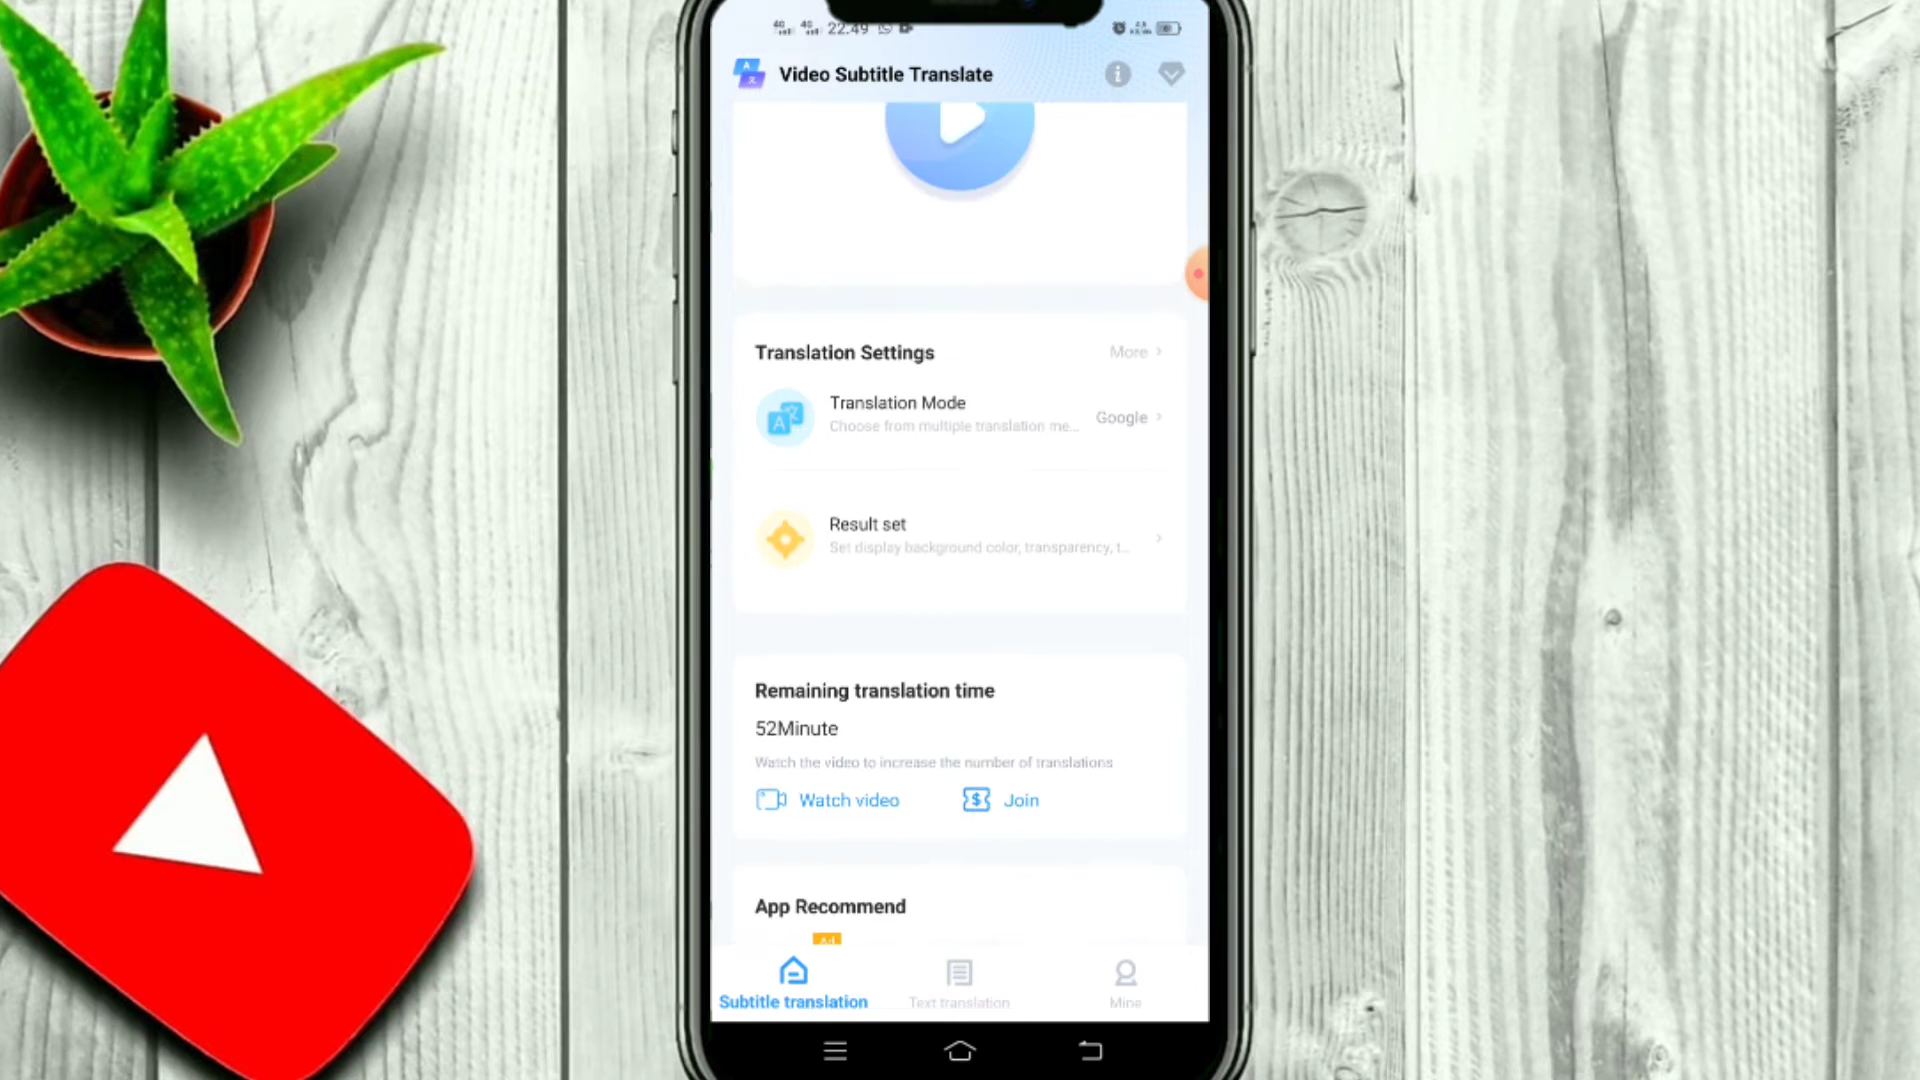 22:49
Video Subtitle Translate
Translation Settings
More
Translation Mode
Choose from multiple translation me...
Google
Result set
Set display background color, transparency, t...
Remaining translation time
52Minute
Watch the video to increase the number of translations
Watch video
Join
App Recommend
Ad
Subtitle translation
Text translation
Mine